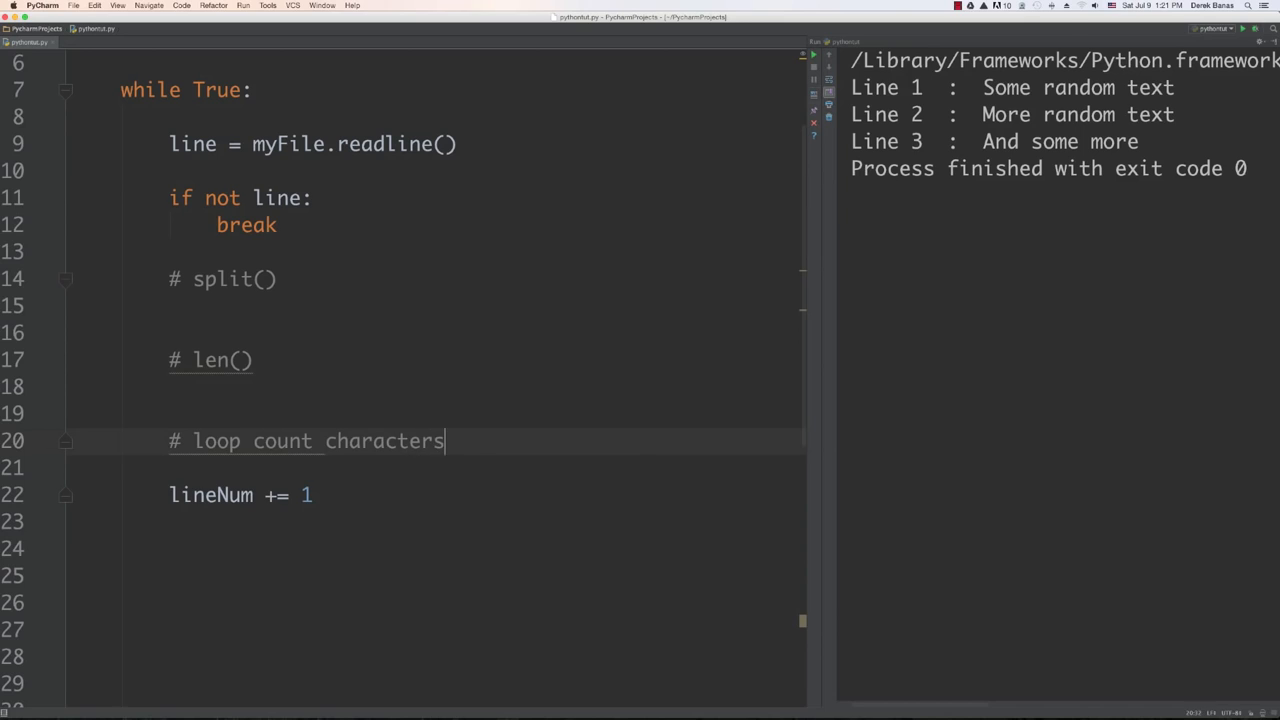 PyCharm File Edit View Navigate Code Refactor Run Tools VCS Window Help 10 Sat Jul 9 1:21 PM Derek Banas
pythontut.py - PycharmProjects - [~/PycharmProjects]
PycharmProjects pythontut.py pythontut
pythontut.py Run pythontut
6
7 while True:
8
9 line = myFile.readline()
10
11 if not line:
12 break
13
14 # split()
15
16
17 # len()
18
19
20 # loop count characters
21
22 lineNum += 1
23
24
25
26
27
28
29
/Library/Frameworks/Python.framework
Line 1 : Some random text
Line 2 : More random text
Line 3 : And some more
Process finished with exit code 0
20:32 LF÷ UTF-8÷